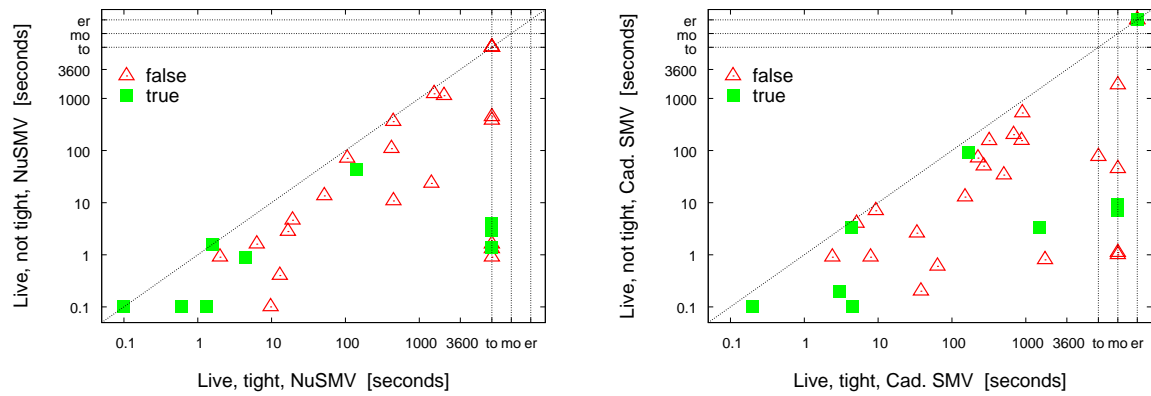 er
mo
to
3600
1000
100
10
1
0.1
Live, not tight, NuSMV [seconds]
false
true
0.1 1 10 100 1000 3600 to mo er
Live, tight, NuSMV [seconds]
er
mo
to
3600
1000
100
10
1
0.1
Live, not tight, Cad. SMV [seconds]
false
true
0.1 1 10 100 1000 3600 to mo er
Live, tight, Cad. SMV [seconds]